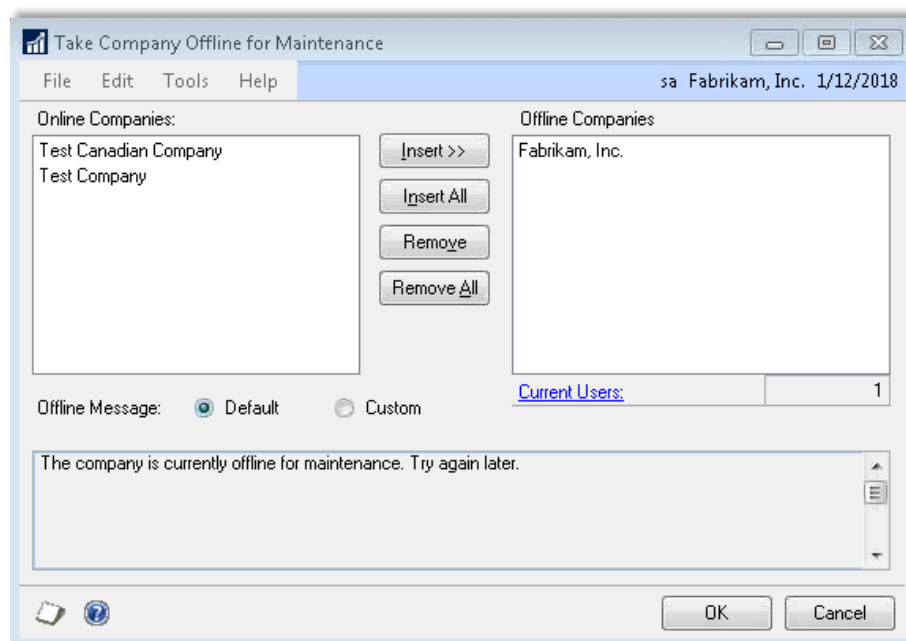 Take Company Offline for Maintenance
File Edit Tools Help sa Fabrikam, Inc. 1/12/2018
Online Companies:
Test Canadian Company
Test Company
Insert >>
Insert All
Remove
Remove All
Offline Companies
Fabrikam, Inc.
Current Users: 1
Offline Message: Default Custom
The company is currently offline for maintenance. Try again later.
OK Cancel